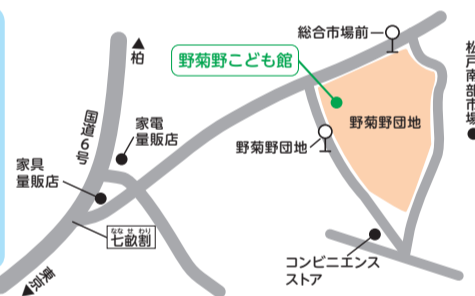 総合市場前
▲柏
野菊野こども館
松戸南部市場
国道6号
家電
量販店
野菊野団地
野菊野団地
家具
量販店
ななせわり
七畝割
コンビニエンス
ストア
東京▼